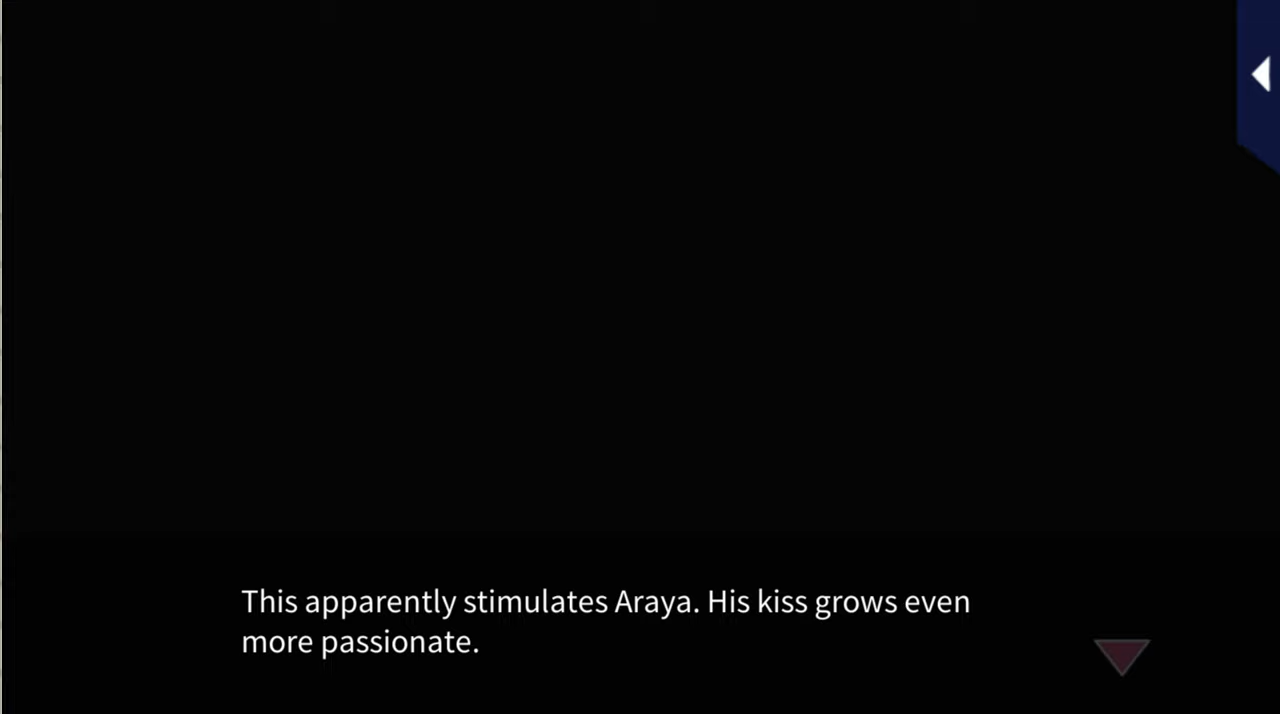 This apparently stimulates Araya. His kiss grows even
more passionate.